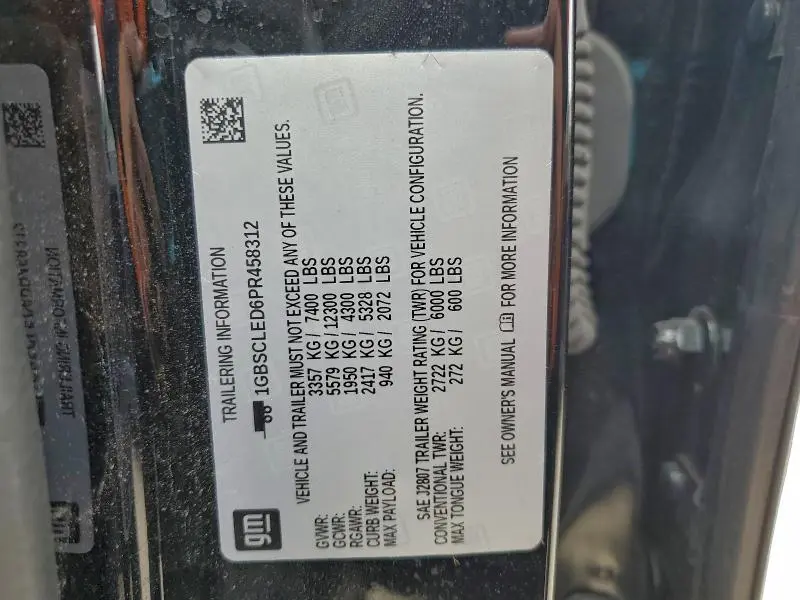 gm
TRAILERING INFORMATION
1GBSCLED6PR458312
VEHICLE AND TRAILER MUST NOT EXCEED ANY OF THESE VALUES.
GVWR: 3357 KG / 7400 LBS
GCWR: 5579 KG / 12300 LBS
RGAWR: 1950 KG / 4300 LBS
CURB WEIGHT: 2417 KG / 5328 LBS
MAX PAYLOAD: 940 KG / 2072 LBS
SAE J2807 TRAILER WEIGHT RATING (TWR) FOR VEHICLE CONFIGURATION.
CONVENTIONAL TWR: 2722 KG / 6000 LBS
MAX TONGUE WEIGHT: 272 KG / 600 LBS
SEE OWNER'S MANUAL FOR MORE INFORMATION